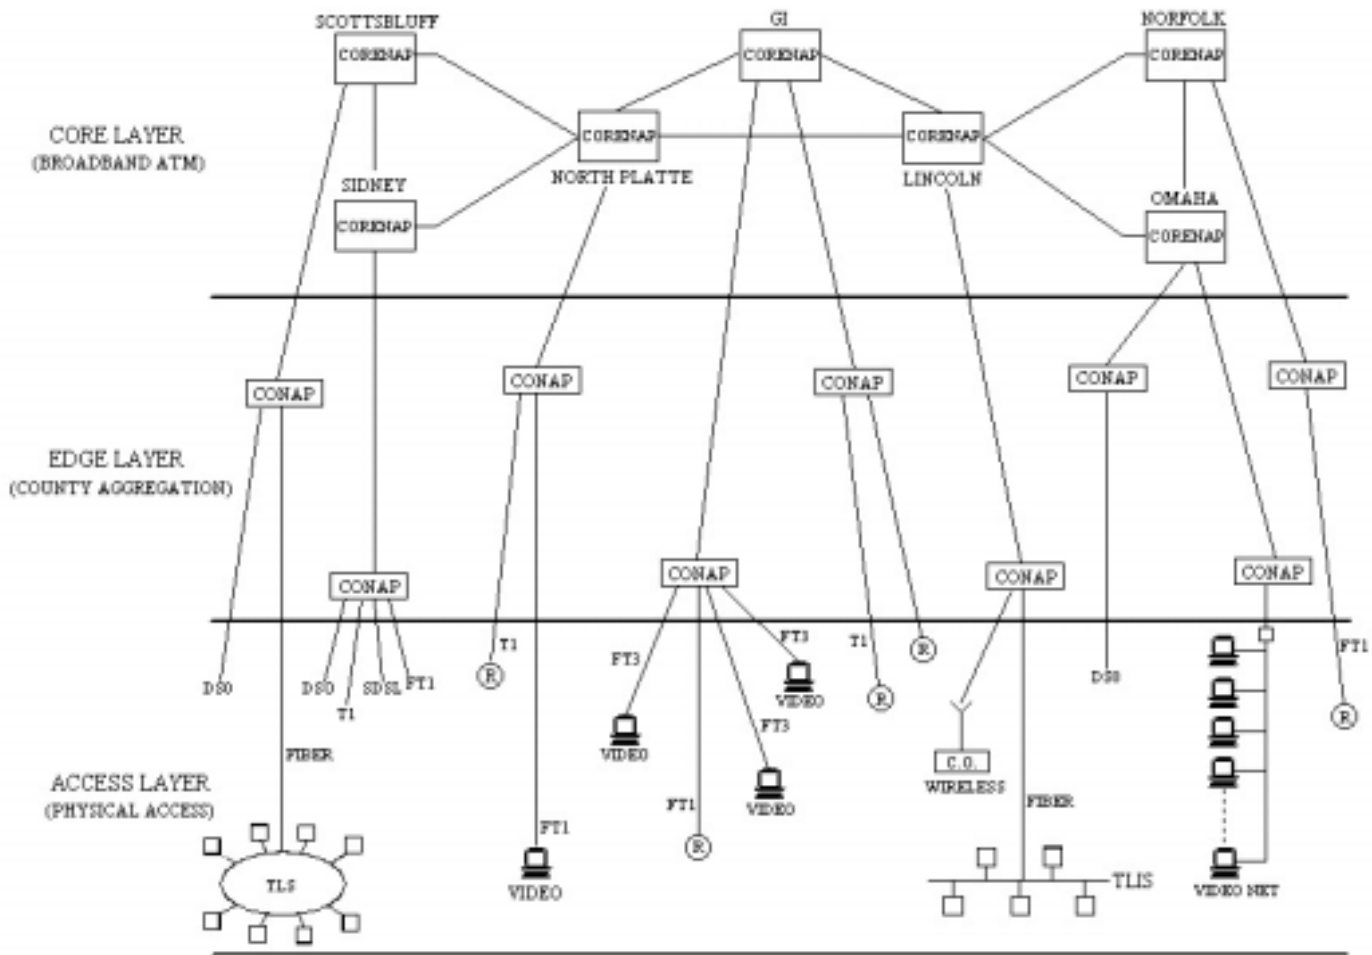 SCOTTSBLUFF
GI
NORFOLK
CORENAP
CORENAP
CORENAP
CORE LAYER
(BROADBAND ATM)
CORENAP
CORENAP
NORTH PLATTE
LINCOLN
SIDNEY
OMAHA
CORENAP
CORENAP
CONAP
CONAP
CONAP
CONAP
CONAP
EDGE LAYER
(COUNTY AGGREGATION)
CONAP
CONAP
CONAP
CONAP
DS0
DS0
T1
SDSL
FT1
T1
R
FT3
FT3
VIDEO
VIDEO
FT3
VIDEO
FT1
R
T1
R
R
DS0
FT1
R
ACCESS LAYER
(PHYSICAL ACCESS)
FIBER
TLS
FT1
VIDEO
C.O.
WIRELESS
FIBER
TLIS
VIDEO NET